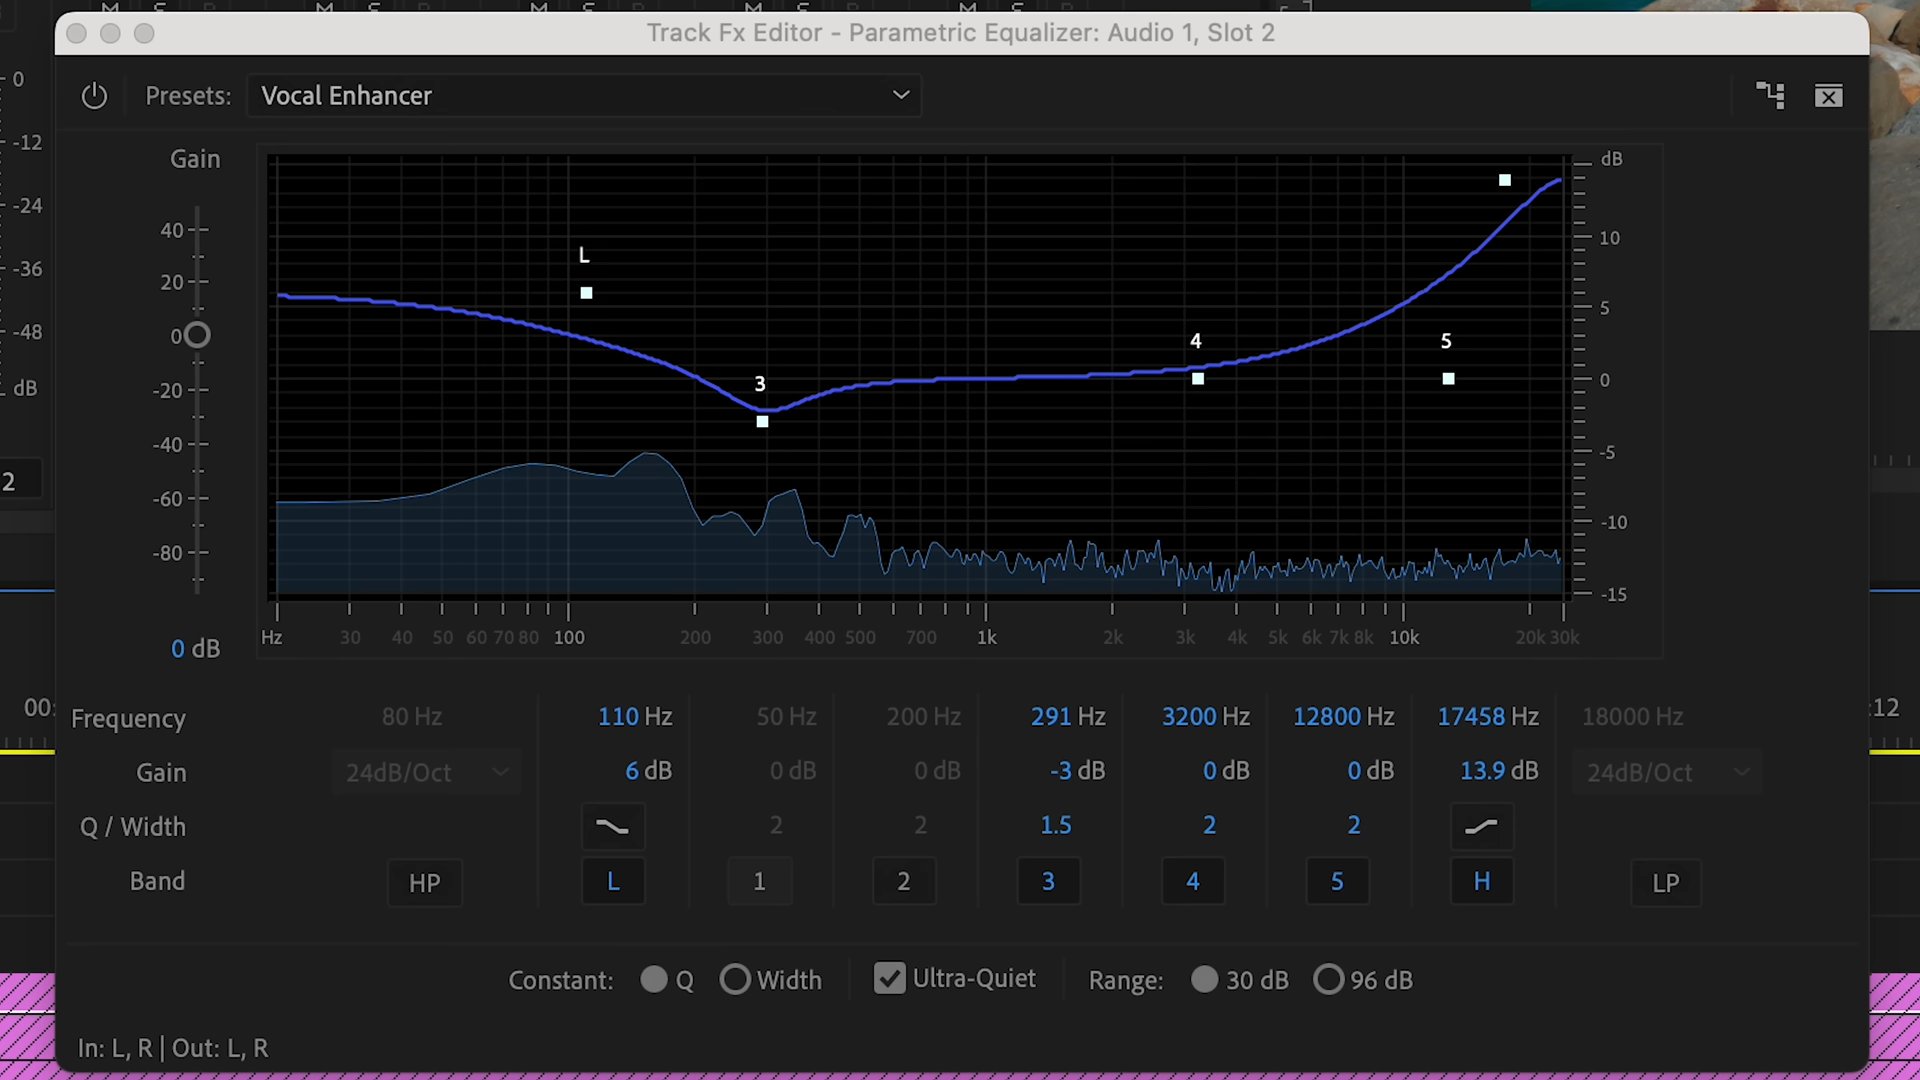 Track Fx Editor - Parametric Equalizer: Audio 1, Slot 2
Presets: Vocal Enhancer
Gain
dB
40
20
0
-20
-40
-60
-80
0 dB
L
3
4
5
10
5
0
-5
-10
-15
Hz 30 40 50 60 70 80 100 200 300 400 500 700 1k 2k 3k 4k 5k 6k 7k 8k 10k 20k 30k
Frequency 80 Hz 110 Hz 50 Hz 200 Hz 291 Hz 3200 Hz 12800 Hz 17458 Hz 18000 Hz
Gain 24dB/Oct 6 dB 0 dB 0 dB -3 dB 0 dB 0 dB 13.9 dB 24dB/Oct
Q / Width 2 2 1.5 2 2
Band HP L 1 2 3 4 5 H LP
Constant: Q Width Ultra-Quiet Range: 30 dB 96 dB
In: L, R | Out: L, R
0
-12
-24
-36
-48
dB
2
00:
:12